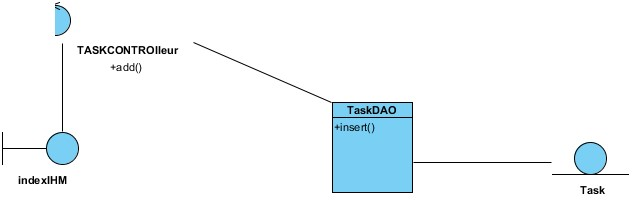 TASKCONTROlleur
+add()
TaskDAO
+insert()
indexIHM
Task